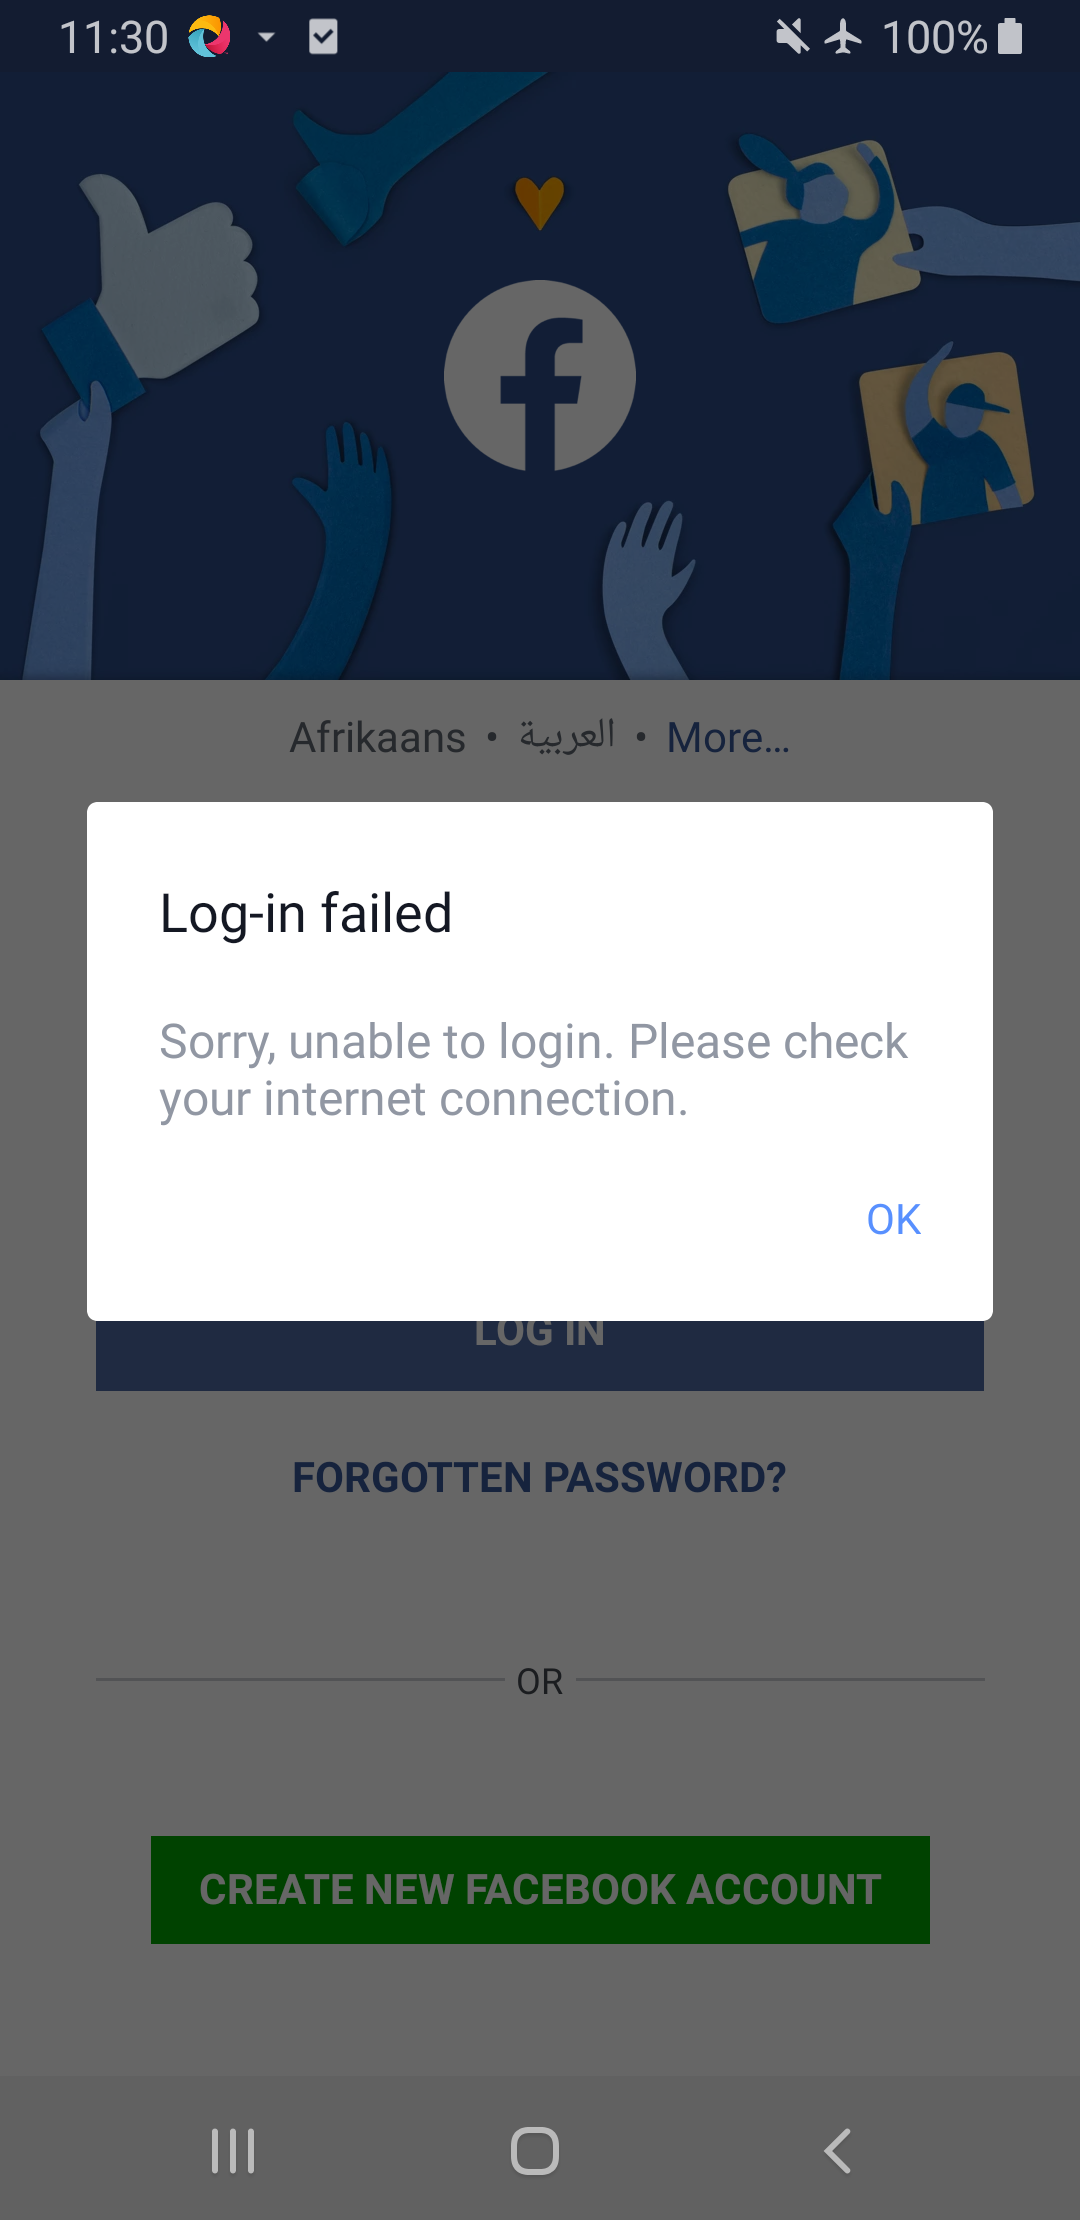 11:30 100%
Afrikaans • العربية • More...
Log-in failed
Sorry, unable to login. Please check
your internet connection.
OK
LOG IN
FORGOTTEN PASSWORD?
OR
CREATE NEW FACEBOOK ACCOUNT